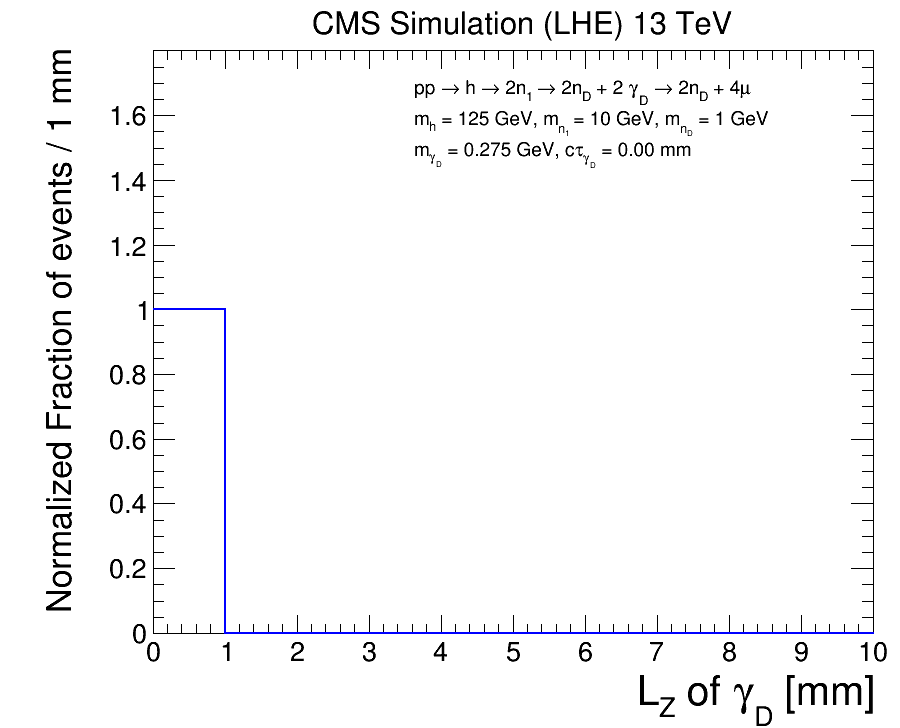 CMS Simulation (LHE) 13 TeV
pp → h → 2n1 → 2nD + 2 γD → 2nD + 4μ
mh = 125 GeV, mn1 = 10 GeV, mnD = 1 GeV
mγD = 0.275 GeV, cτγD = 0.00 mm
Normalized Fraction of events / 1 mm
1.6
1.4
1.2
1
0.8
0.6
0.4
0.2
0
0 1 2 3 4 5 6 7 8 9 10
LZ of γD [mm]